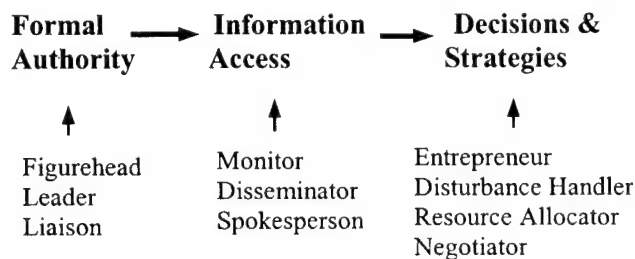 Formal
Authority
Information
Access
Decisions &
Strategies
Figurehead
Leader
Liaison
Monitor
Disseminator
Spokesperson
Entrepreneur
Disturbance Handler
Resource Allocator
Negotiator